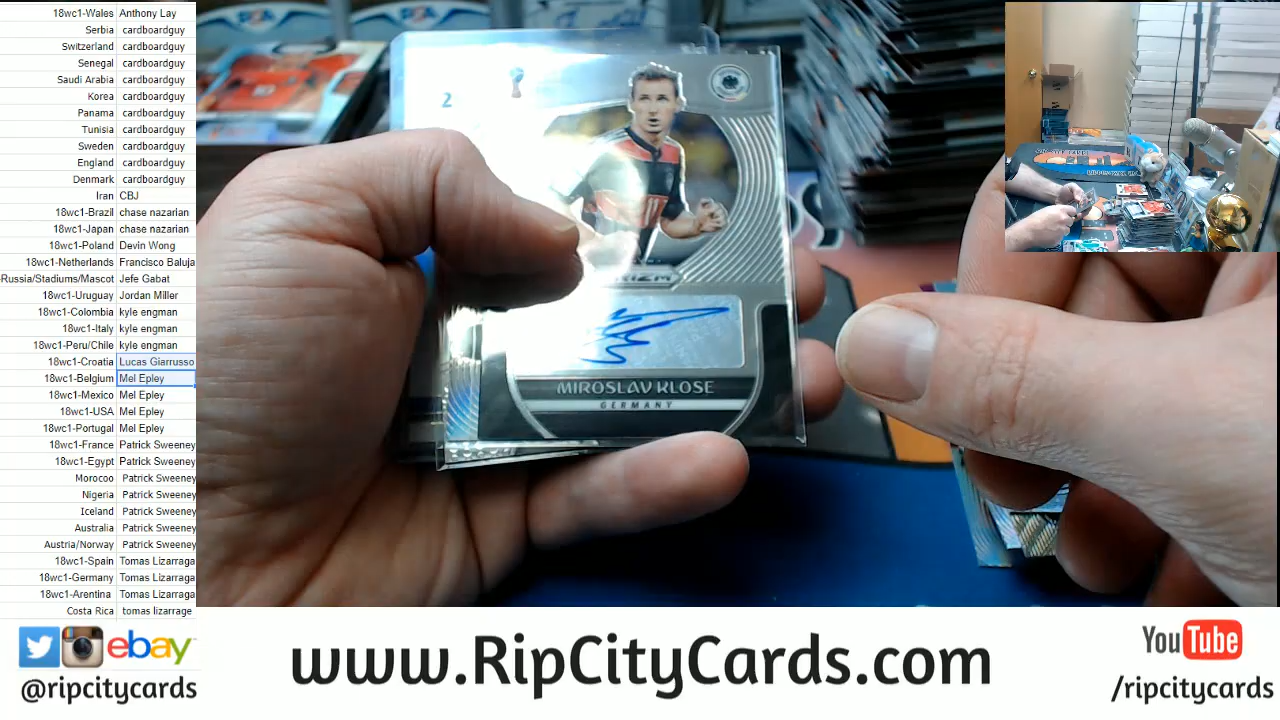 18wc1-Wales Anthony Lay
Serbia cardboardguy
Switzerland cardboardguy
Senegal cardboardguy
Saudi Arabia cardboardguy
Korea cardboardguy
Panama cardboardguy
Tunisia cardboardguy
Sweden cardboardguy
England cardboardguy
Denmark cardboardguy
Iran CBJ
18wc1-Brazil chase nazarian
18wc1-Japan chase nazarian
18wc1-Poland Devin Wong
18wc1-Netherlands Francisco Baluja
-Russia/Stadiums/Mascot Jefe Gabat
18wc1-Uruguay Jordan Miller
18wc1-Colombia kyle engman
18wc1-Italy kyle engman
18wc1-Peru/Chile kyle engman
18wc1-Croatia Lucas Giarrusso
18wc1-Belgium Mel Epley
18wc1-Mexico Mel Epley
18wc1-USA Mel Epley
18wc1-Portugal Mel Epley
18wc1-France Patrick Sweeney
18wc1-Egypt Patrick Sweeney
Morocoo Patrick Sweeney
Nigeria Patrick Sweeney
Iceland Patrick Sweeney
Australia Patrick Sweeney
Austria/Norway Patrick Sweeney
18wc1-Spain Tomas Lizarraga
18wc1-Germany Tomas Lizarraga
18wc1-Arentina Tomas Lizarraga
Costa Rica tomas lizarrage
2
MIROSLAV KLOSE
GERMANY
ebay
@ripcitycards
www.RipCityCards.com
YouTube
/ripcitycards